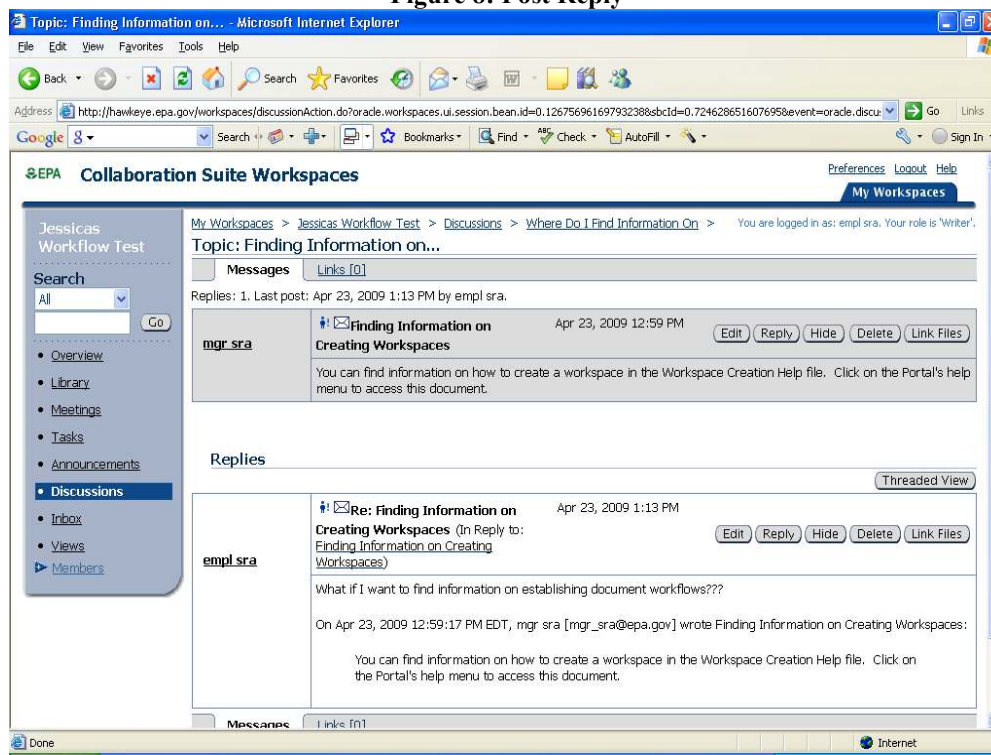 Figure 8: Post Reply
Topic: Finding Information on... - Microsoft Internet Explorer
File Edit View Favorites Tools Help
Back Search Favorites
Address http://hawkeye.epa.gov/workspaces/discussionAction.do?oracle.workspaces.ui.session.bean.id=0.12675696169793238&sbcId=0.7246286516076958&event=oracle.discu: Go Links
Google Search Bookmarks Find Check AutoFill Sign In
EPA Collaboration Suite Workspaces
Preferences Logout Help
My Workspaces
Jessicas
Workflow Test
Search
All
Go
Overview
Library
Meetings
Tasks
Announcements
Discussions
Inbox
Views
Members
My Workspaces > Jessicas Workflow Test > Discussions > Where Do I Find Information On > You are logged in as: empl sra. Your role is 'Writer'.
Topic: Finding Information on...
Messages Links [0]
Replies: 1. Last post: Apr 23, 2009 1:13 PM by empl sra.
mgr sra
Finding Information on
Creating Workspaces
Apr 23, 2009 12:59 PM
Edit Reply Hide Delete Link Files
You can find information on how to create a workspace in the Workspace Creation Help file. Click on the Portal's help
menu to access this document.
Replies
Threaded View
empl sra
Re: Finding Information on
Creating Workspaces (In Reply to:
Finding Information on Creating
Workspaces)
Apr 23, 2009 1:13 PM
Edit Reply Hide Delete Link Files
What if I want to find information on establishing document workflows???
On Apr 23, 2009 12:59:17 PM EDT, mgr sra [mgr_sra@epa.gov] wrote Finding Information on Creating Workspaces:
You can find information on how to create a workspace in the Workspace Creation Help file. Click on
the Portal's help menu to access this document.
Messages Links [0]
Done Internet